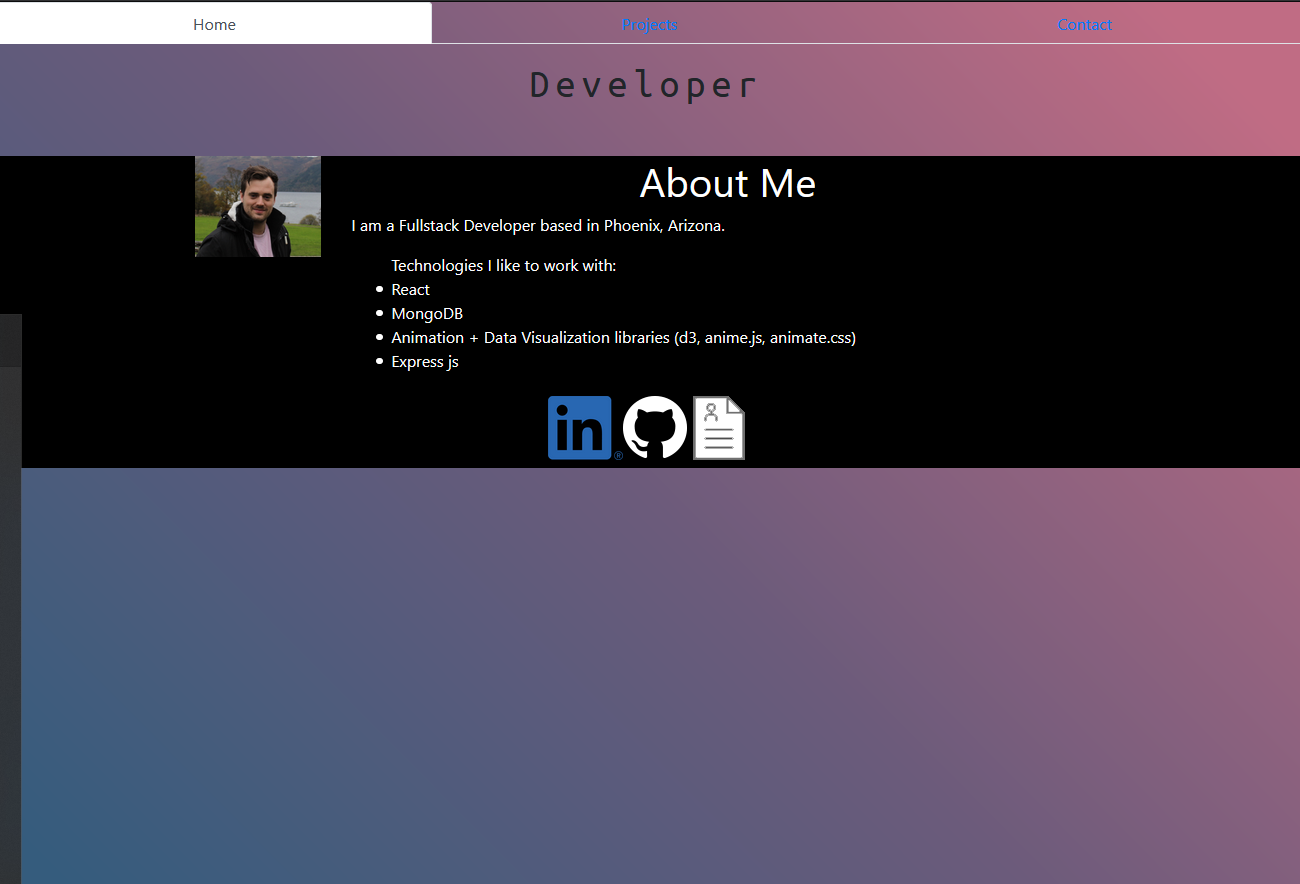 Home Projects Contact
Developer
About Me
I am a Fullstack Developer based in Phoenix, Arizona.
Technologies I like to work with:
React
MongoDB
Animation + Data Visualization libraries (d3, anime.js, animate.css)
Express js
in ®